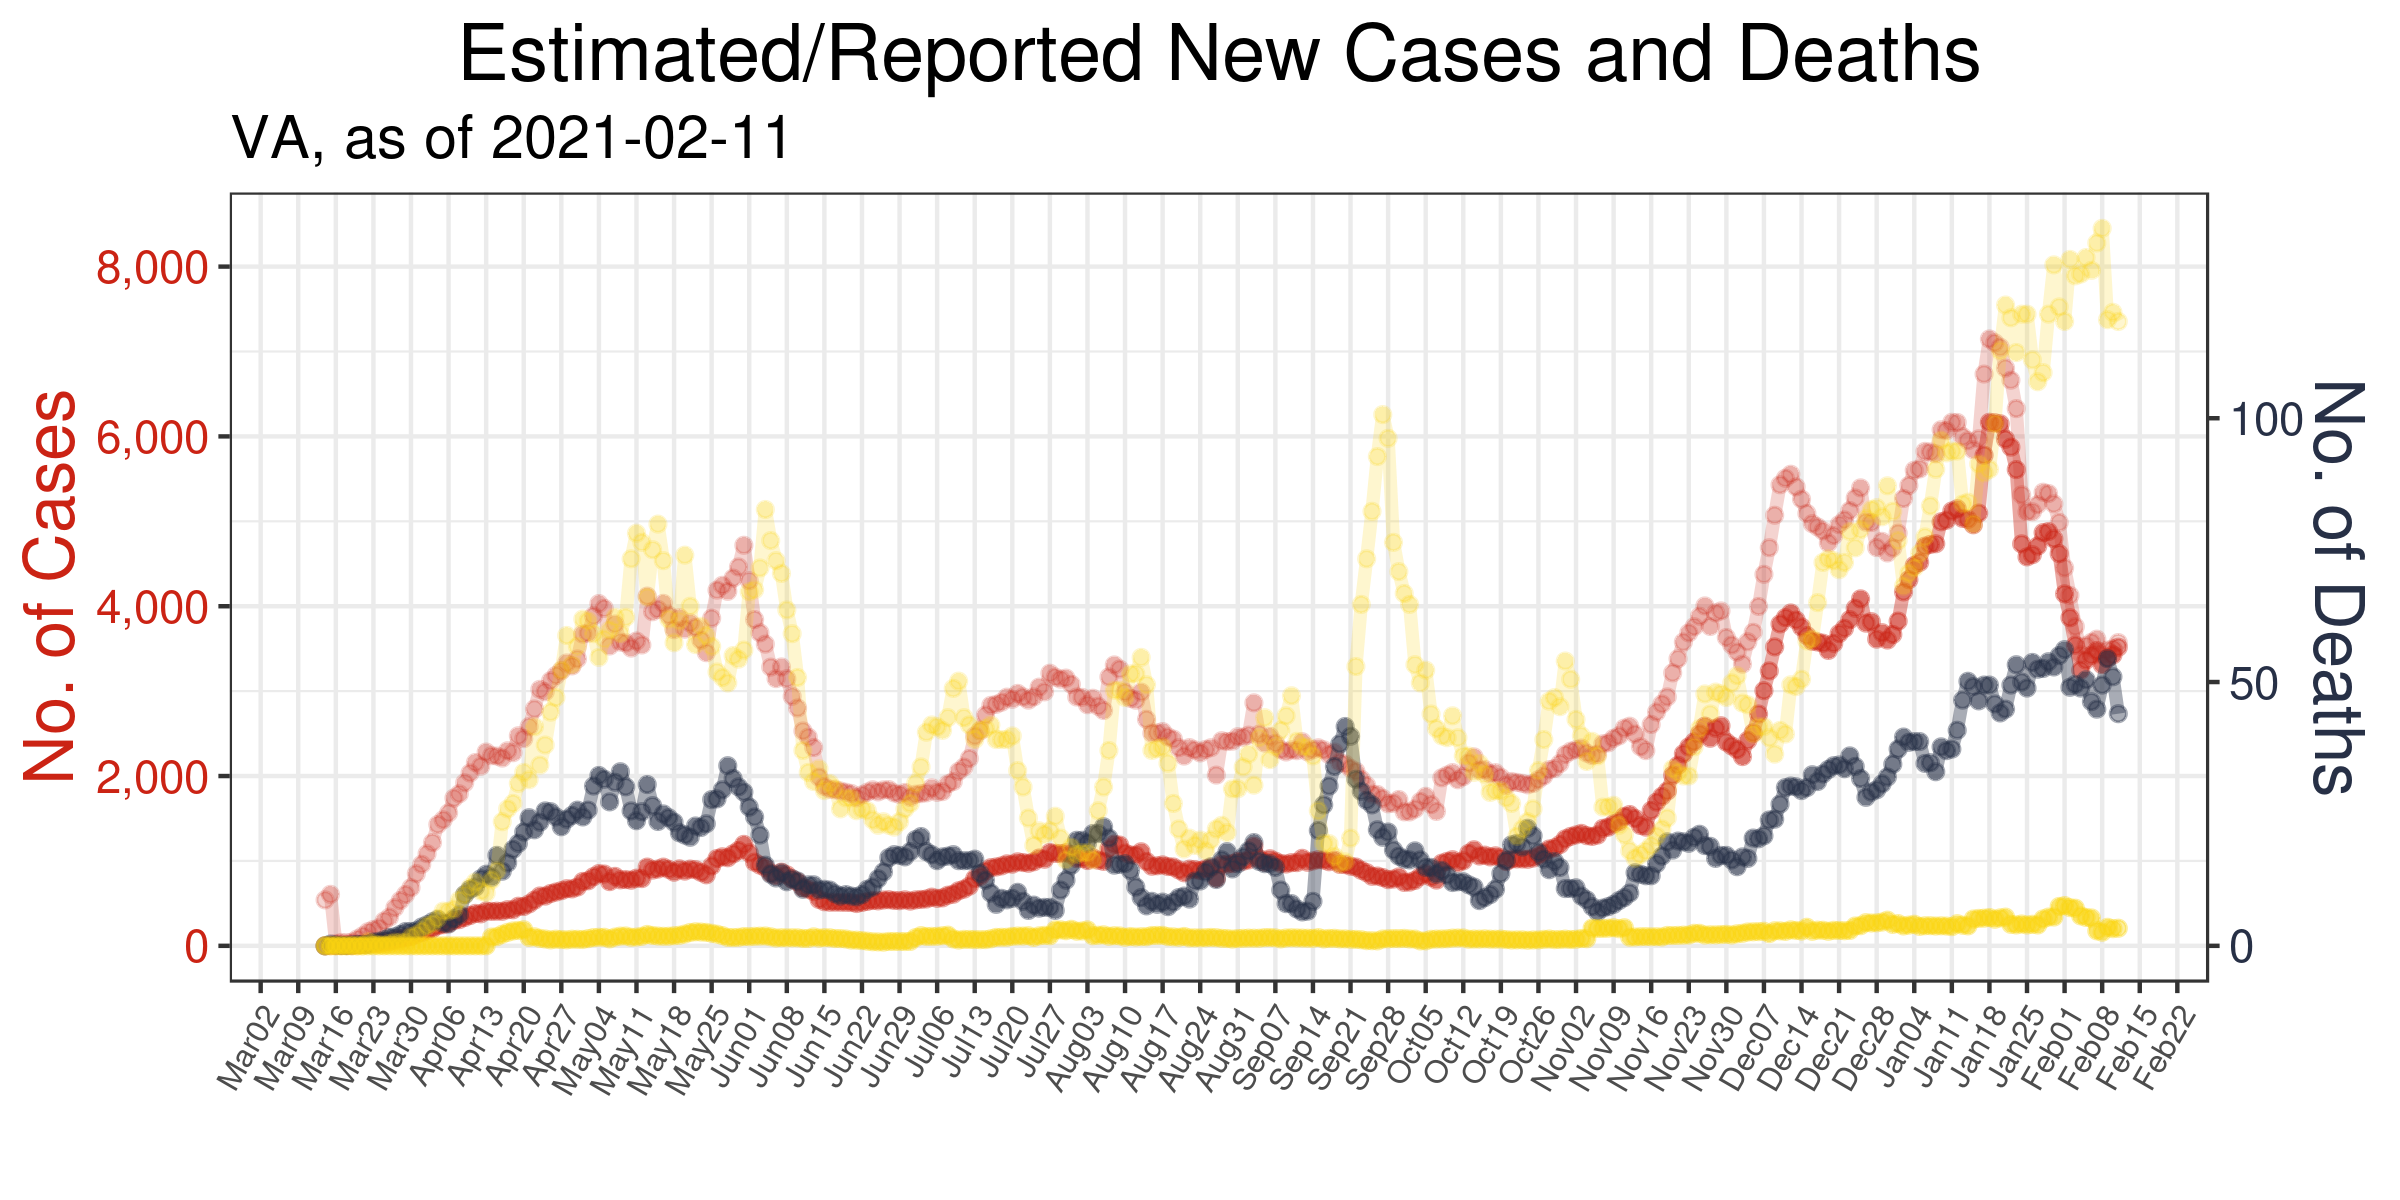 Estimated/Reported New Cases and Deaths
VA, as of 2021-02-11
No. of Cases
8,000
6,000
4,000
2,000
0
No. of Deaths
100
50
0
Mar02 Mar09 Mar16 Mar23 Mar30 Apr06 Apr13 Apr20 Apr27 May04 May11 May18 May25 Jun01 Jun08 Jun15 Jun22 Jun29 Jul06 Jul13 Jul20 Jul27 Aug03 Aug10 Aug17 Aug24 Aug31 Sep07 Sep14 Sep21 Sep28 Oct05 Oct12 Oct19 Oct26 Nov02 Nov09 Nov16 Nov23 Nov30 Dec07 Dec14 Dec21 Dec28 Jan04 Jan11 Jan18 Jan25 Feb01 Feb08 Feb15 Feb22